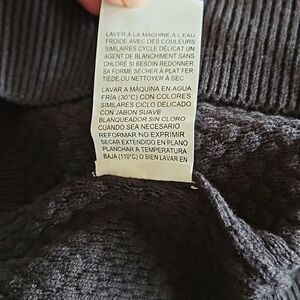 LAVER À LA MACHINE À L'EAU
FROIDE AVEC DES COULEURS
SIMILAIRES CYCLE DÉLICAT UN
AGENT DE BLANCHIMENT SANS
CHLORE SI BESOIN REDONNER
SA FORME SÉCHER À PLAT FER
TIEDE, OU NETTOYER À SEC
LAVAR A MÁQUINA EN AGUA
FRÍA (30°C) CON COLORES
SIMILARES CICLO DELICADO
CON JABON SUAVE
BLANQUEADOR SIN CLORO
CUANDO SEA NECESARIO
REFORMAR NO EXPRIMIR
SECAR EXTENDIDO EN PLANO
PLANCHAR A TEMPERATURA
BAJA (110°C) O BIEN LAVAR EN